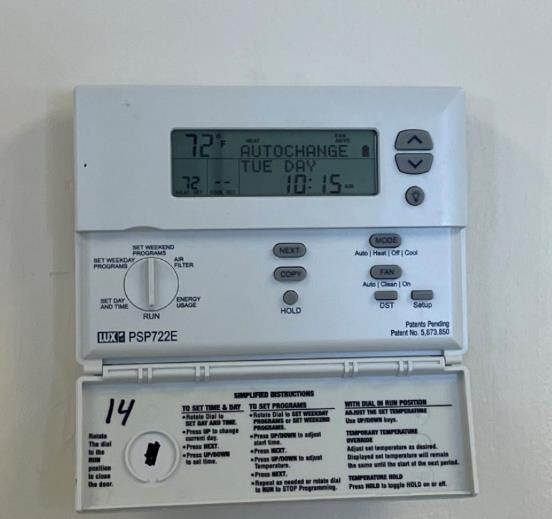 72°F HEAT FAN AUTO
AUTOCHANGE
TUE DAY
72 -- 10:15 AM
HEAT SET COOL SET
SET WEEKEND
PROGRAMS
SET WEEKDAY
PROGRAMS
AIR
FILTER
SET DAY
AND TIME
ENERGY
USAGE
RUN
NEXT
COPY
HOLD
MODE
Auto | Heat | Off | Cool
FAN
Auto | Clean | On
DST Setup
LUX PSP722E
Patents Pending
Patent No. 5,673,850
14
Rotate
The dial
to the
RUN
position
to close
the door.
SIMPLIFIED INSTRUCTIONS
TO SET TIME & DAY
•Rotate Dial to
SET DAY AND TIME.
•Press UP to change
current day.
•Press NEXT.
•Press UP/DOWN
to set time.
TO SET PROGRAMS
•Rotate Dial to SET WEEKDAY
PROGRAMS or SET WEEKEND
PROGRAMS.
•Press UP/DOWN to adjust
start time.
•Press NEXT.
•Press UP/DOWN to adjust
Temperature.
•Press NEXT.
•Repeat as needed or rotate dial
to RUN to STOP Programming.
WITH DIAL IN RUN POSITION
ADJUST THE SET TEMPERATURE
Use UP/DOWN keys.
TEMPORARY TEMPERATURE
OVERRIDE
Adjust set temperature as desired.
Displayed set temperature will remain
the same until the start of the next period.
TEMPERATURE HOLD
Press HOLD to toggle HOLD on or off.